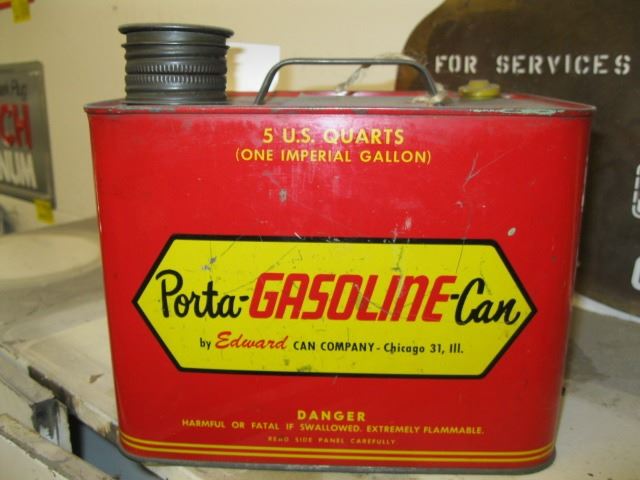 FOR SERVICES
5 U.S. QUARTS
(ONE IMPERIAL GALLON)
Porta-GASOLINE-Can
by Edward CAN COMPANY - Chicago 31, Ill.
DANGER
HARMFUL OR FATAL IF SWALLOWED. EXTREMELY FLAMMABLE.
READ SIDE PANEL CAREFULLY